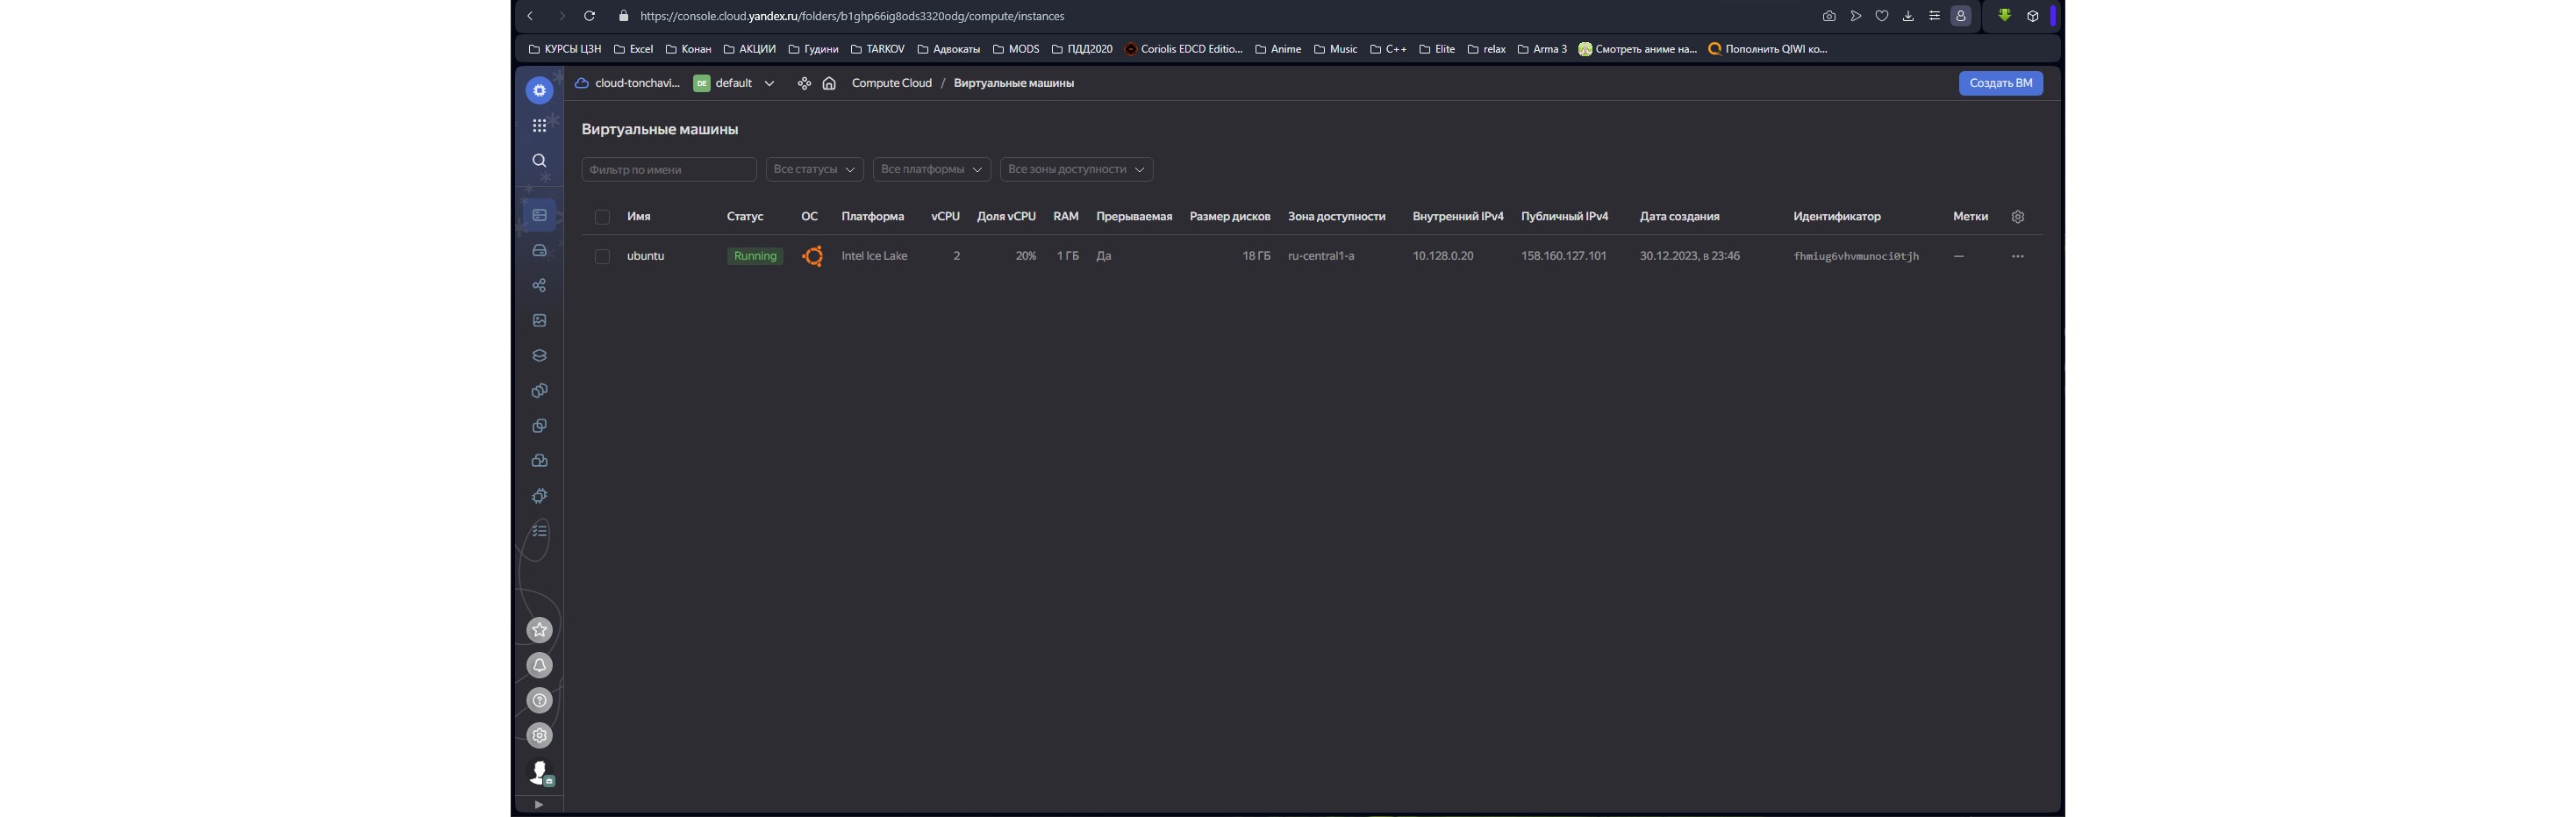 https://console.cloud.yandex.ru/folders/b1ghp66ig8ods3320odg/compute/instances
КУРСЫ ЦЗН Excel Конан АКЦИИ Гудини TARKOV Адвокаты MODS ПДД2020 Coriolis EDCD Editio... Anime Music C++ Elite relax Arma 3 Смотреть аниме на... Пополнить QIWI ко...
cloud-tonchavi... DE default Compute Cloud / Виртуальные машины Создать ВМ
Виртуальные машины
Фильтр по имени Все статусы Все платформы Все зоны доступности
Имя Статус ОС Платформа vCPU Доля vCPU RAM Прерываемая Размер дисков Зона доступности Внутренний IPv4 Публичный IPv4 Дата создания Идентификатор Метки
ubuntu Running Intel Ice Lake 2 20% 1 ГБ Да 18 ГБ ru-central1-a 10.128.0.20 158.160.127.101 30.12.2023, в 23:46 fhmiug6vhvmunoci0tjh —